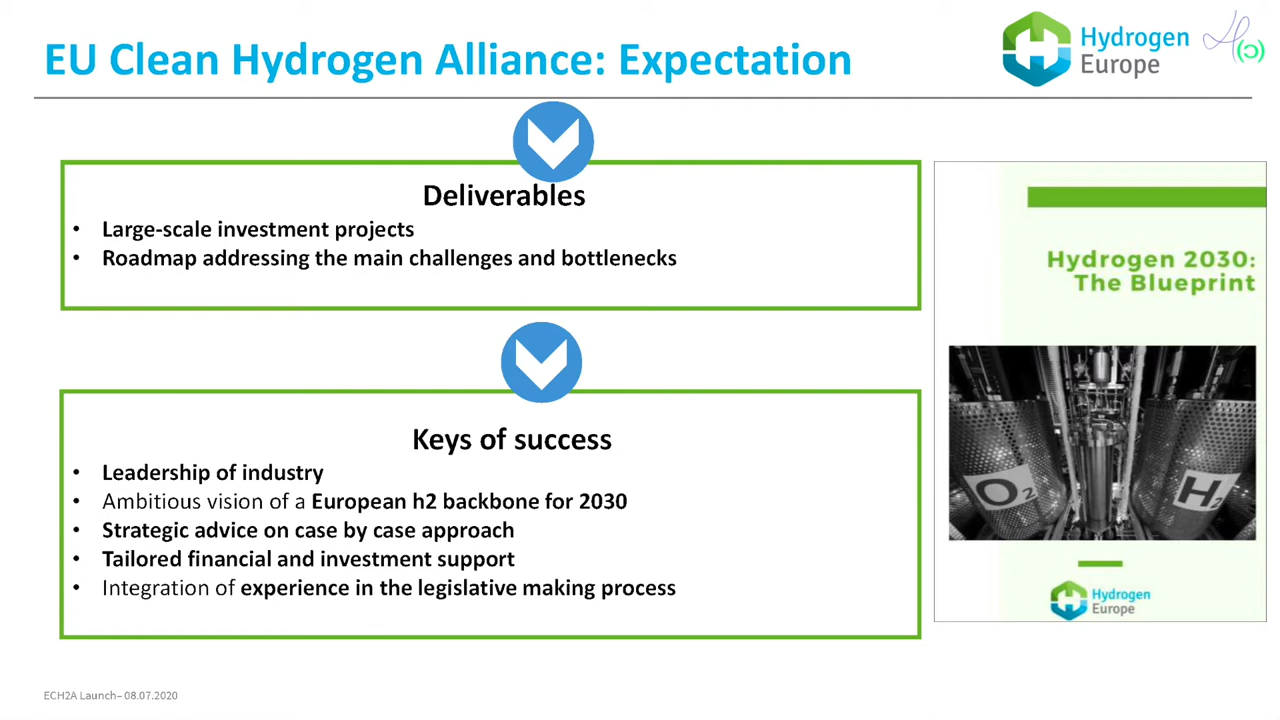 EU Clean Hydrogen Alliance: Expectation
Hydrogen
Europe
Deliverables
• Large-scale investment projects
• Roadmap addressing the main challenges and bottlenecks
Keys of success
• Leadership of industry
• Ambitious vision of a European h2 backbone for 2030
• Strategic advice on case by case approach
• Tailored financial and investment support
• Integration of experience in the legislative making process
Hydrogen 2030:
The Blueprint
O2
H2
Hydrogen
Europe
ECH2A Launch– 08.07.2020